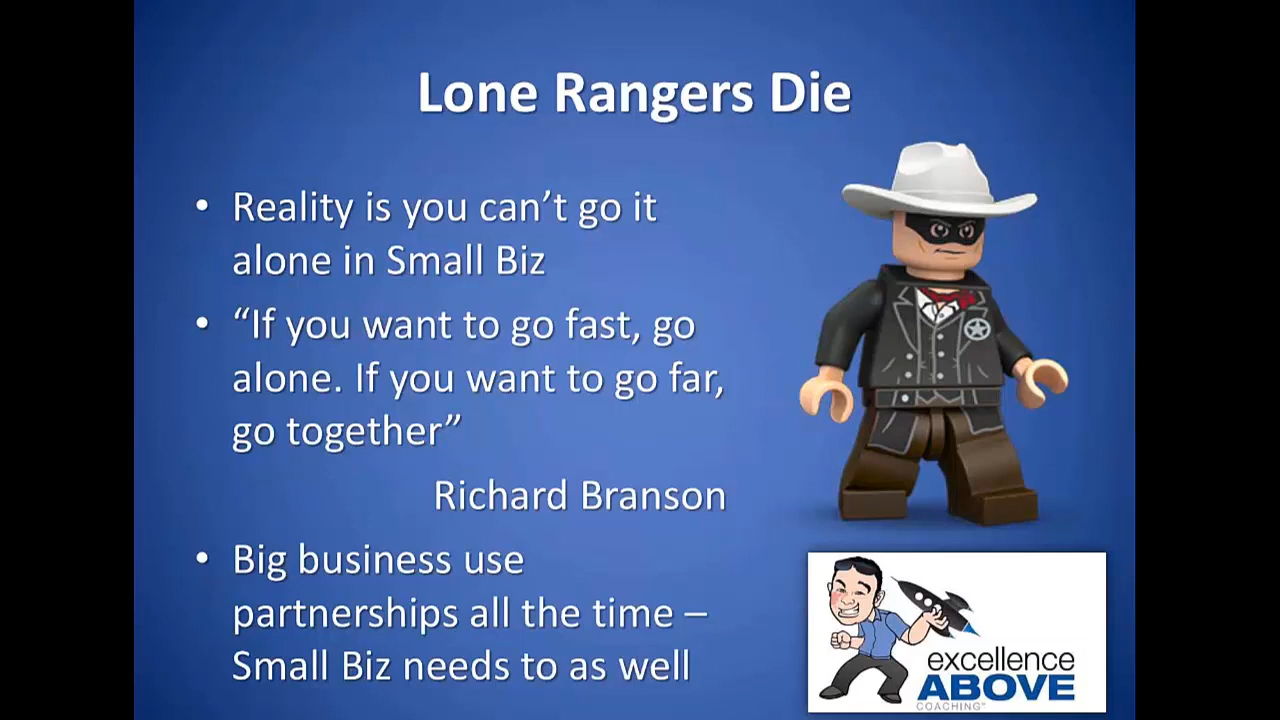 Lone Rangers Die
• Reality is you can’t go it
alone in Small Biz
• “If you want to go fast, go
alone. If you want to go far,
go together”
Richard Branson
• Big business use
partnerships all the time –
Small Biz needs to as well
excellence
ABOVE
COACHING